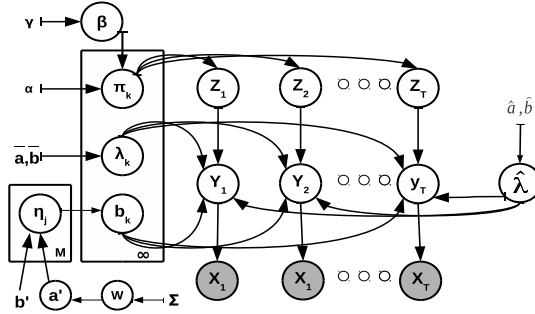 γ β
α π_k Z_1 Z_2 Z_T
â,b̂
a̅,b̅ λ_k
Y_1 Y_2 y_T λ̂
η_j b_k
M ∞
b' a' w Σ
X_1 X_1 X_T